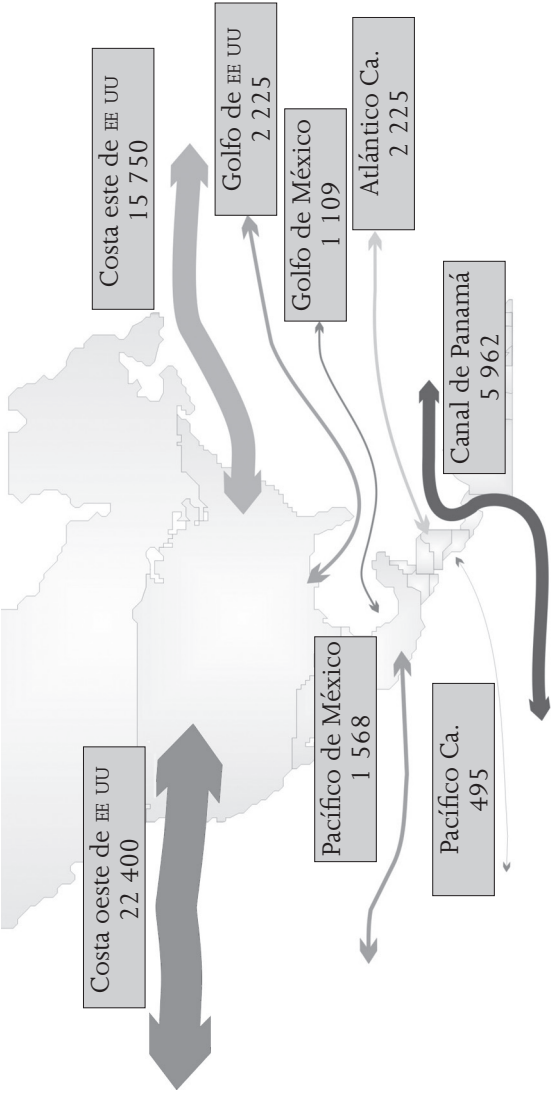 Costa oeste de EE UU
22 400
Costa este de EE UU
15 750
Golfo de EE UU
2 225
Golfo de México
1 109
Atlántico Ca.
2 225
Pacífico de México
1 568
Pacífico Ca.
495
Canal de Panamá
5 962